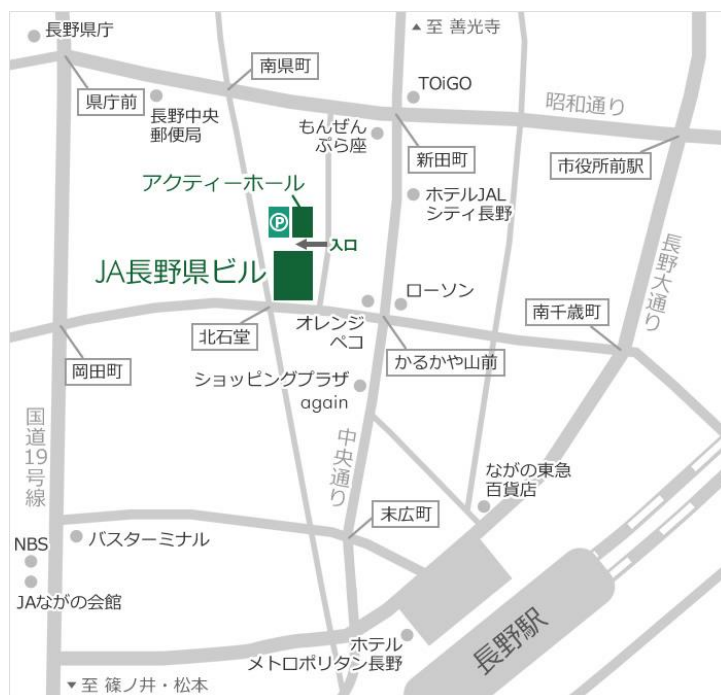 長野県庁
▲至 善光寺
南県町
TOiGO
県庁前
長野中央
郵便局
昭和通り
もんぜん
ぷら座
新田町
市役所前駅
アクティーホール
ホテルJAL
シティ長野
P
入口
JA長野県ビル
長野大通り
北石堂
オレンジ
ペコ
ローソン
南千歳町
岡田町
かるかや山前
ショッピングプラザ
again
国道19号線
中央通り
ながの東急
百貨店
末広町
NBS
バスターミナル
JAながの会館
長野駅
ホテル
メトロポリタン長野
▼至 篠ノ井・松本